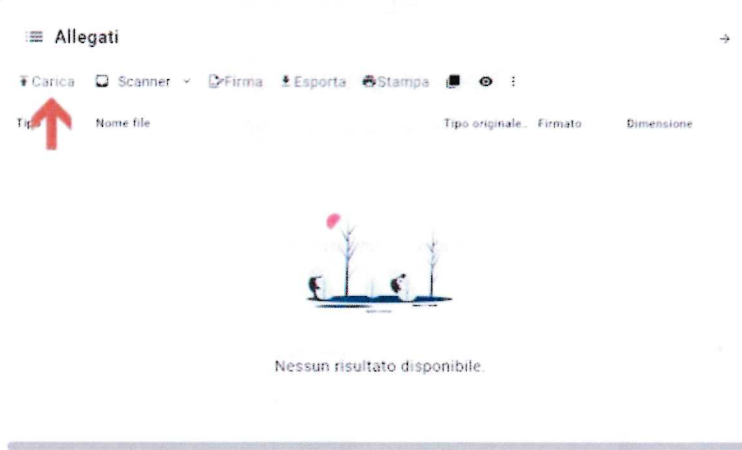 Allegati
Carica Scanner Firma Esporta Stampa
Nome file Tipo originale.. Firmato Dimensione
Nessun risultato disponibile.